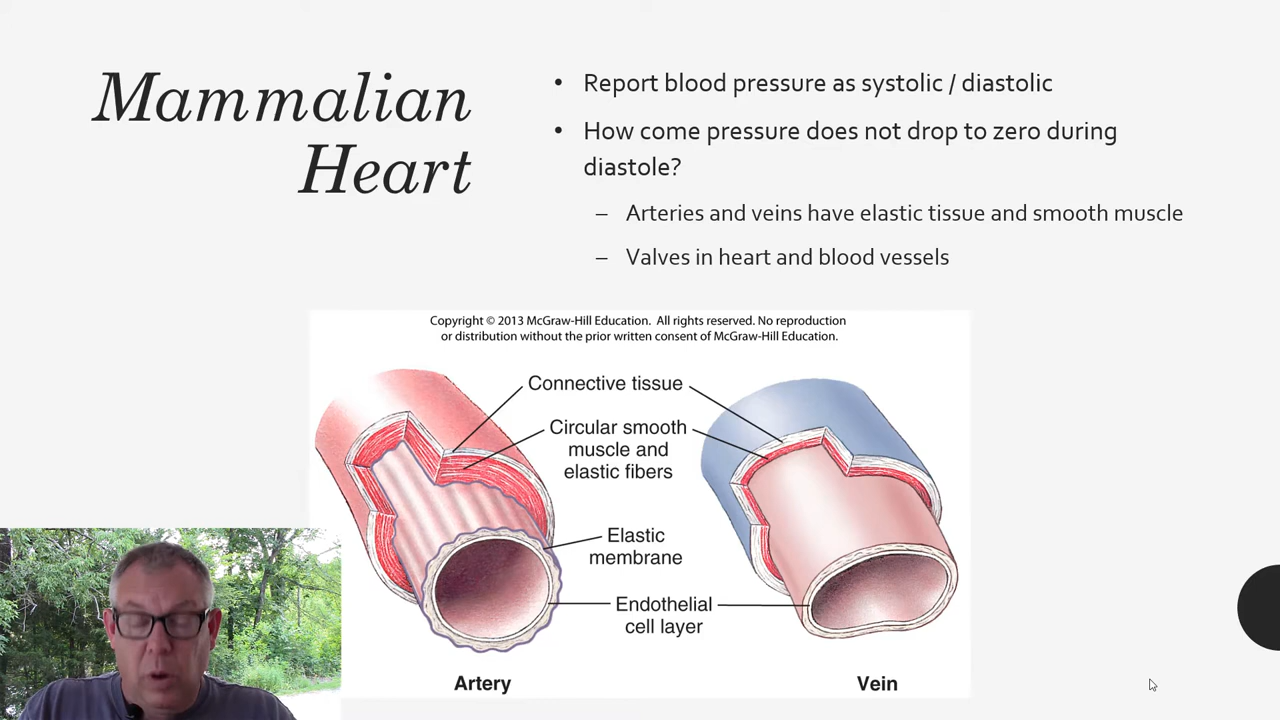 Mammalian
Heart
• Report blood pressure as systolic / diastolic
• How come pressure does not drop to zero during
diastole?
– Arteries and veins have elastic tissue and smooth muscle
– Valves in heart and blood vessels
Copyright © 2013 McGraw-Hill Education. All rights reserved. No reproduction
or distribution without the prior written consent of McGraw-Hill Education.
Connective tissue
Circular smooth
muscle and
elastic fibers
Elastic
membrane
Endothelial
cell layer
Artery
Vein